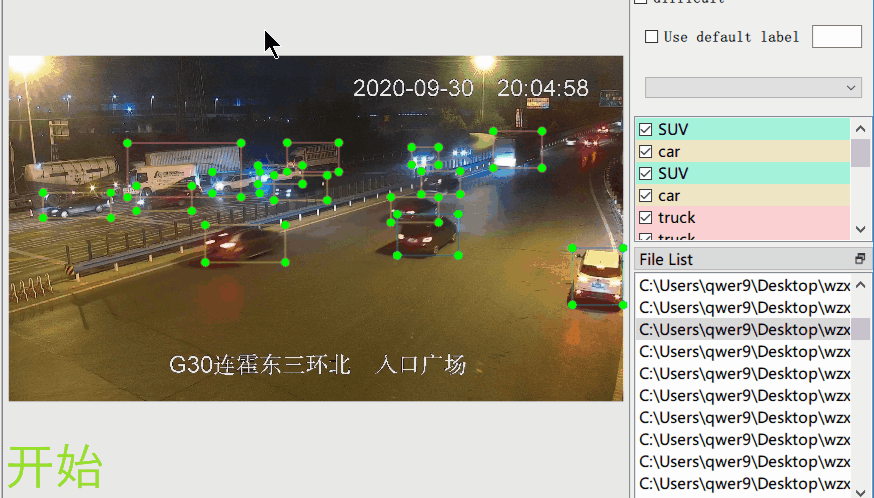 difficult
Use default label
2020-09-30 20:04:58
SUV
car
SUV
car
truck
truck
File List
C:\Users\qwer9\Desktop\wzx
C:\Users\qwer9\Desktop\wzx
C:\Users\qwer9\Desktop\wzx
C:\Users\qwer9\Desktop\wzx
C:\Users\qwer9\Desktop\wzx
C:\Users\qwer9\Desktop\wzx
C:\Users\qwer9\Desktop\wzx
C:\Users\qwer9\Desktop\wzx
C:\Users\qwer9\Desktop\wzx
C:\Users\qwer9\Desktop\wzx
G30连霍东三环北 入口广场
开始